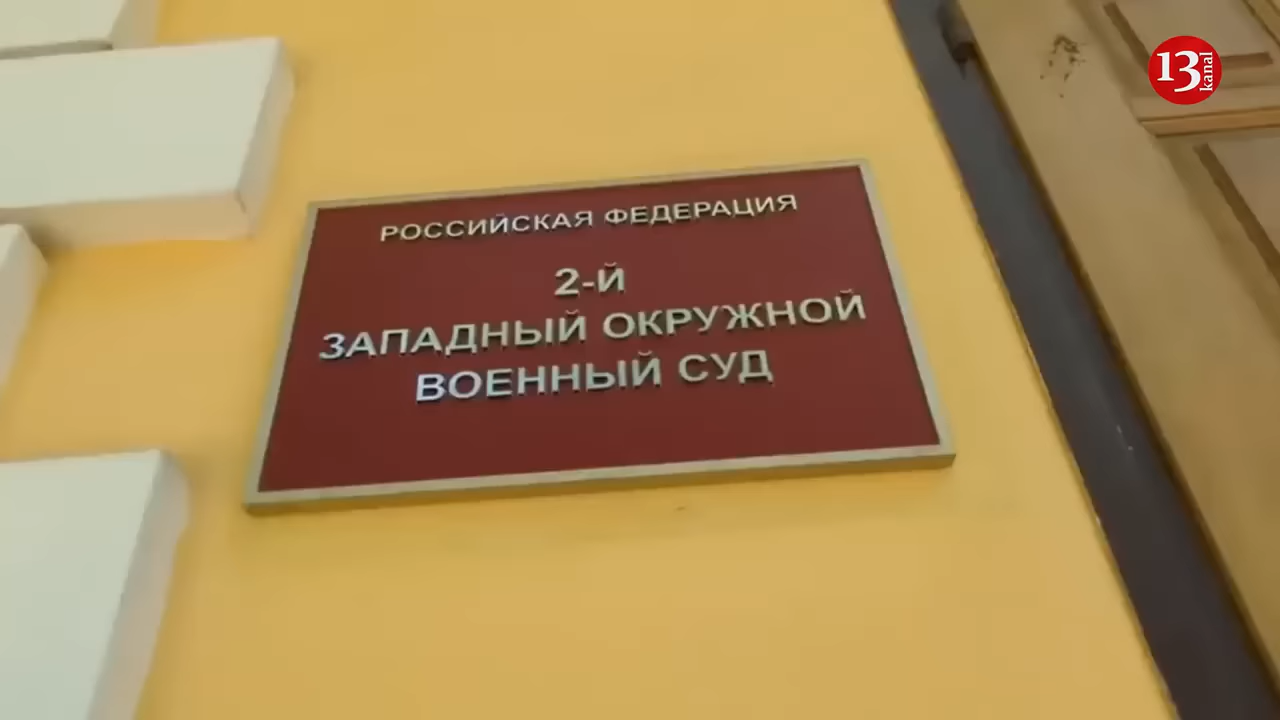 РОССИЙСКАЯ ФЕДЕРАЦИЯ
2-Й
ЗАПАДНЫЙ ОКРУЖНОЙ
ВОЕННЫЙ СУД
13 kanal